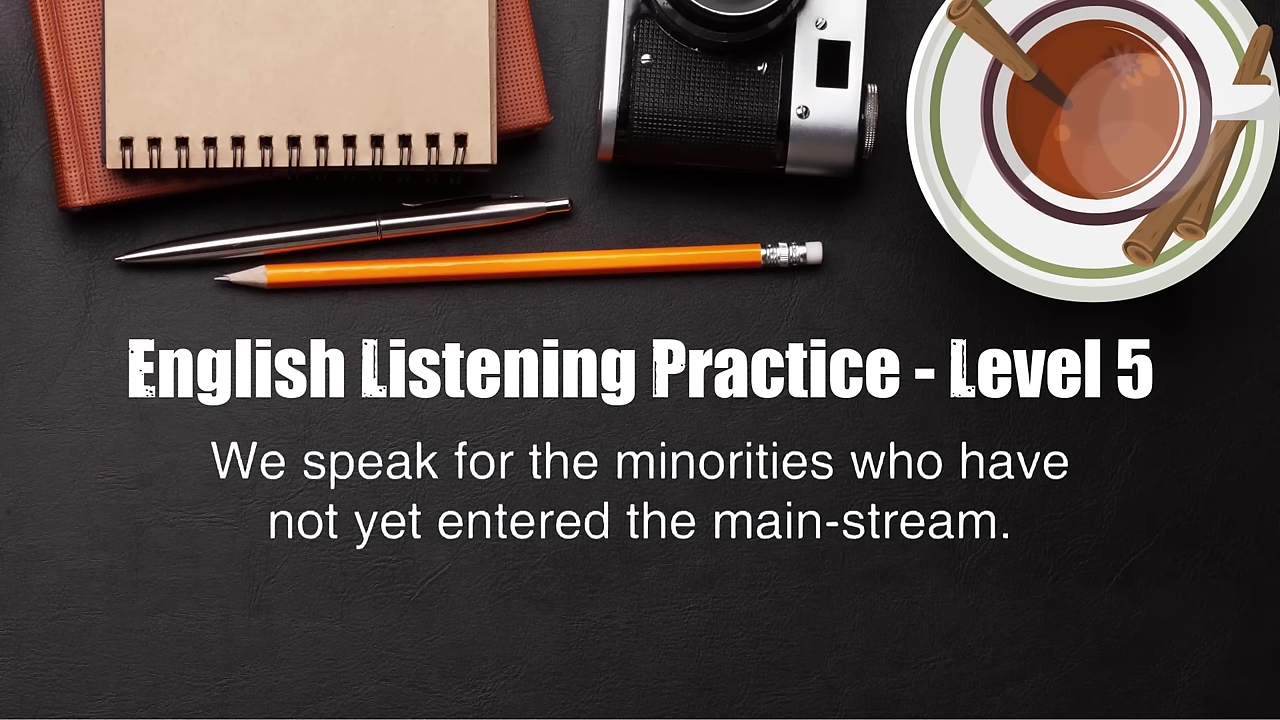 English Listening Practice - Level 5
We speak for the minorities who have
not yet entered the main-stream.